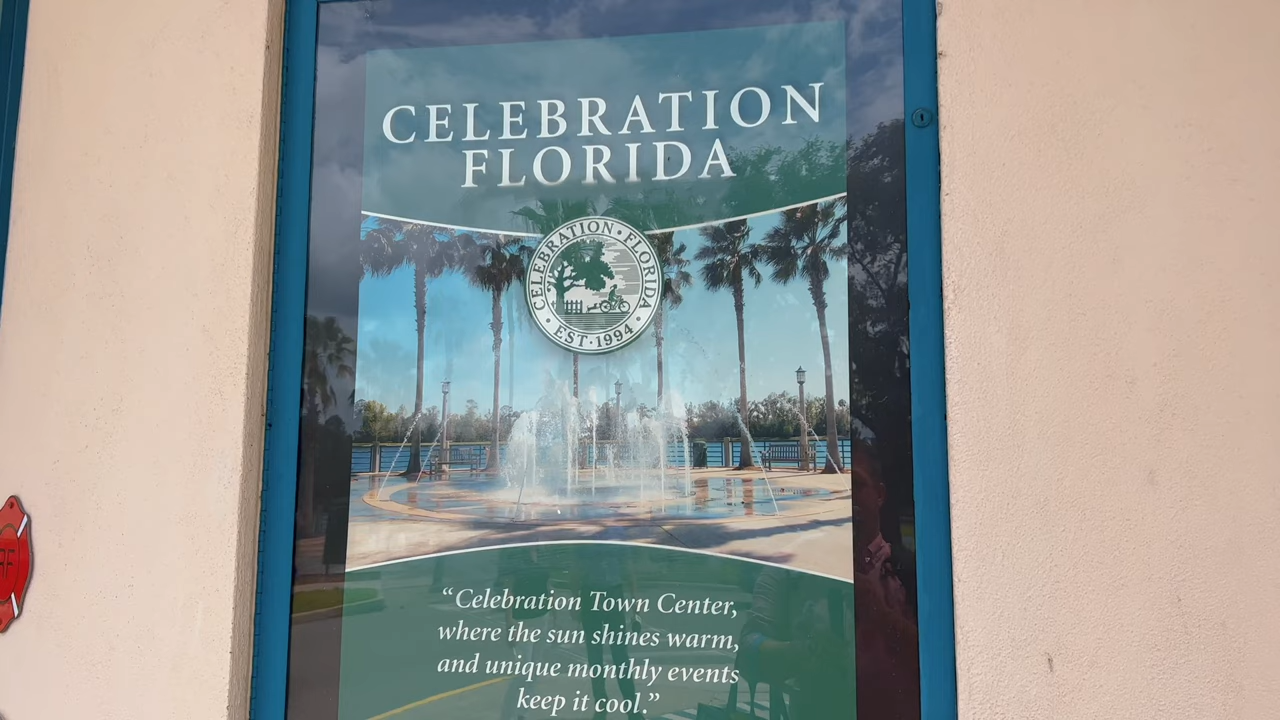 CELEBRATION
FLORIDA
CELEBRATION · FLORIDA
· EST · 1994 ·
“Celebration Town Center,
where the sun shines warm,
and unique monthly events
keep it cool.”